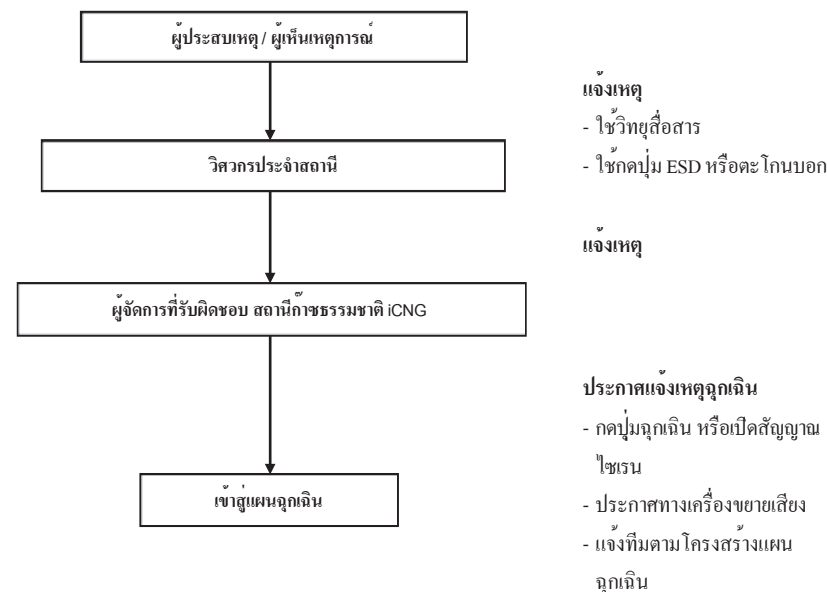 ผู้ประสบเหตุ / ผู้เห็นเหตุการณ์
แจ้งเหตุ
- ใช้วิทยุสื่อสาร
- ใช้กดปุ่ม ESD หรือตะโกนบอก
วิศวกรประจำสถานี
แจ้งเหตุ
ผู้จัดการที่รับผิดชอบ สถานีก๊าซธรรมชาติ iCNG
ประกาศแจ้งเหตุฉุกเฉิน
- กดปุ่มฉุกเฉิน หรือเปิดสัญญาณ
ไซเรน
- ประกาศทางเครื่องขยายเสียง
- แจ้งทีมตามโครงสร้างแผน
ฉุกเฉิน
เข้าสู่แผนฉุกเฉิน